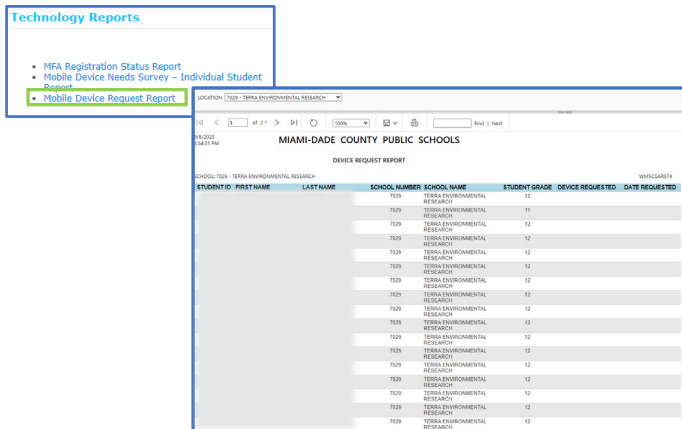 Technology Reports
MFA Registration Status Report
Mobile Device Needs Survey – Individual Student
Report
Mobile Device Request Report
LOCATION 7029 - TERRA ENVIRONMENTAL RESEARCH
1 of 2 ? 100% Find | Next
MIAMI-DADE COUNTY PUBLIC SCHOOLS
DEVICE REQUEST REPORT
SCHOOL: 7029 - TERRA ENVIRONMENTAL RESEARCH WMSCSAR074
STUDENT ID FIRST NAME LAST NAME SCHOOL NUMBER SCHOOL NAME STUDENT GRADE DEVICE REQUESTED DATE REQUESTED
7029 TERRA ENVIRONMENTAL 12
RESEARCH
7029 TERRA ENVIRONMENTAL 11
RESEARCH
7029 TERRA ENVIRONMENTAL 12
RESEARCH
7029 TERRA ENVIRONMENTAL 12
RESEARCH
7029 TERRA ENVIRONMENTAL 12
RESEARCH
7029 TERRA ENVIRONMENTAL 12
RESEARCH
7029 TERRA ENVIRONMENTAL 12
RESEARCH
7029 TERRA ENVIRONMENTAL 12
RESEARCH
7029 TERRA ENVIRONMENTAL 12
RESEARCH
7029 TERRA ENVIRONMENTAL 12
RESEARCH
7029 TERRA ENVIRONMENTAL 12
RESEARCH
7029 TERRA ENVIRONMENTAL 12
RESEARCH
7029 TERRA ENVIRONMENTAL 12
RESEARCH
7029 TERRA ENVIRONMENTAL 12
RESEARCH
7029 TERRA ENVIRONMENTAL 12
RESEARCH
7029 TERRA ENVIRONMENTAL 12
RESEARCH
7029 TERRA ENVIRONMENTAL 12
RESEARCH